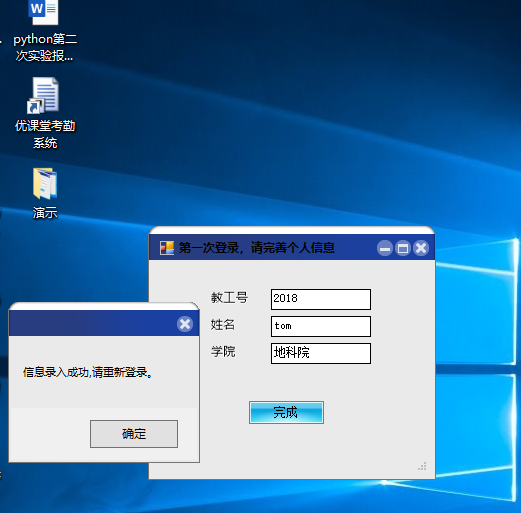 python第二
次实验报...
优课堂考勤
系统
演示
第一次登录，请完善个人信息
教工号 2018
姓名 tom
学院 地科院
完成
信息录入成功,请重新登录。
确定